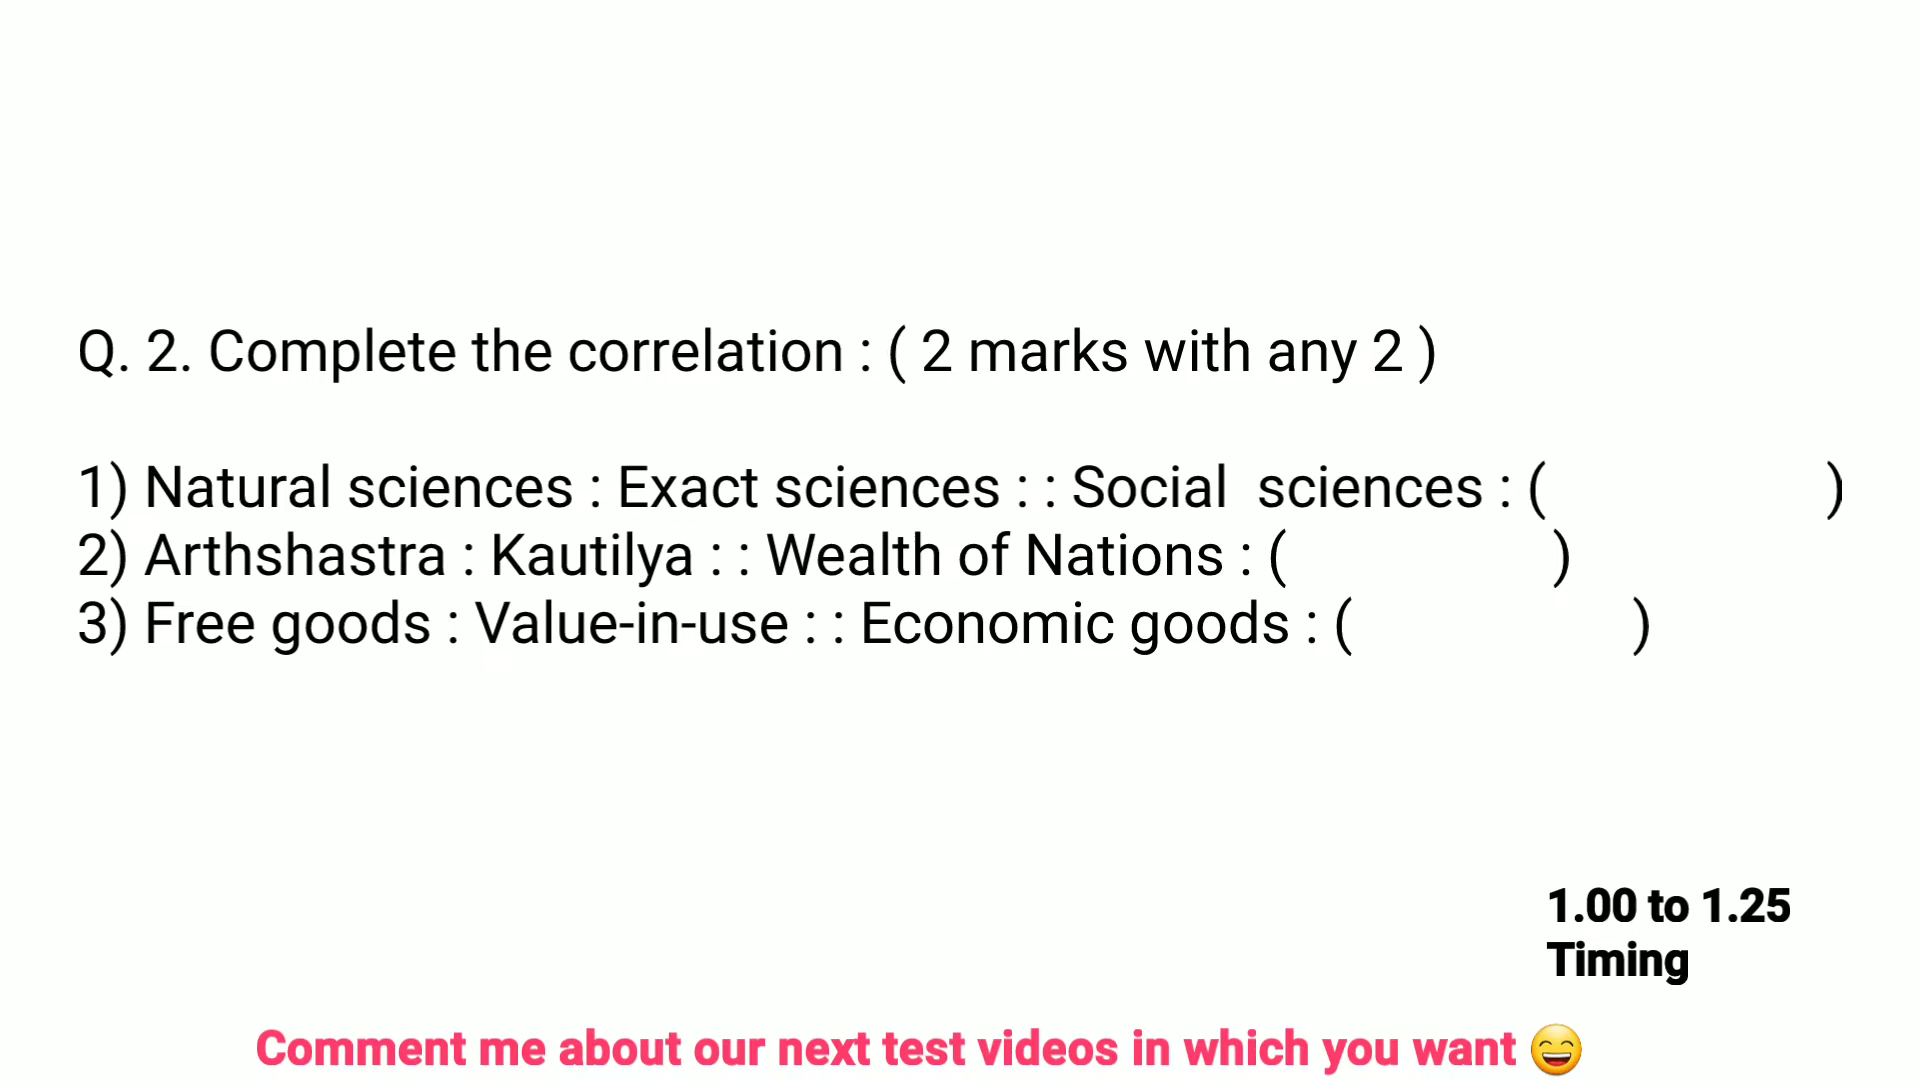 Q. 2. Complete the correlation : ( 2 marks with any 2 )
1) Natural sciences : Exact sciences : : Social  sciences : (                 )
2) Arthshastra : Kautilya : : Wealth of Nations : (                 )
3) Free goods : Value-in-use : : Economic goods : (                 )
1.00 to 1.25
Timing
Comment me about our next test videos in which you want 😄